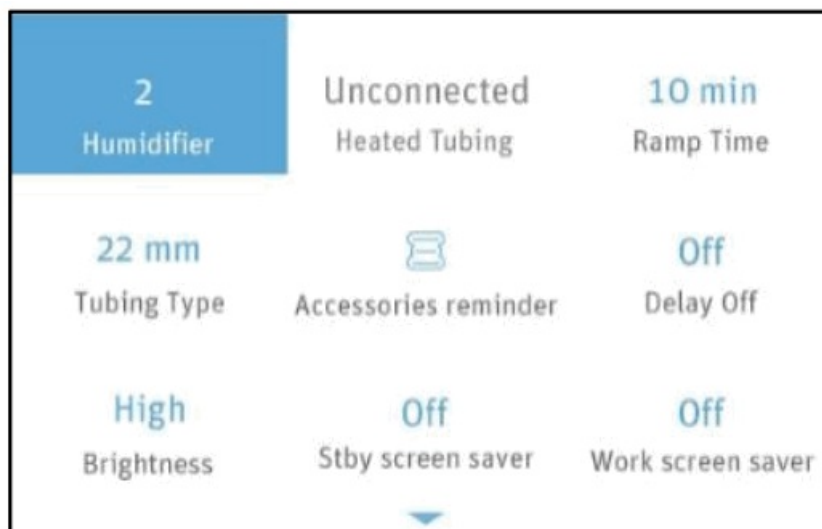 2 Unconnected 10 min
Humidifier Heated Tubing Ramp Time
22 mm Off
Tubing Type Accessories reminder Delay Off
High Off Off
Brightness Stby screen saver Work screen saver